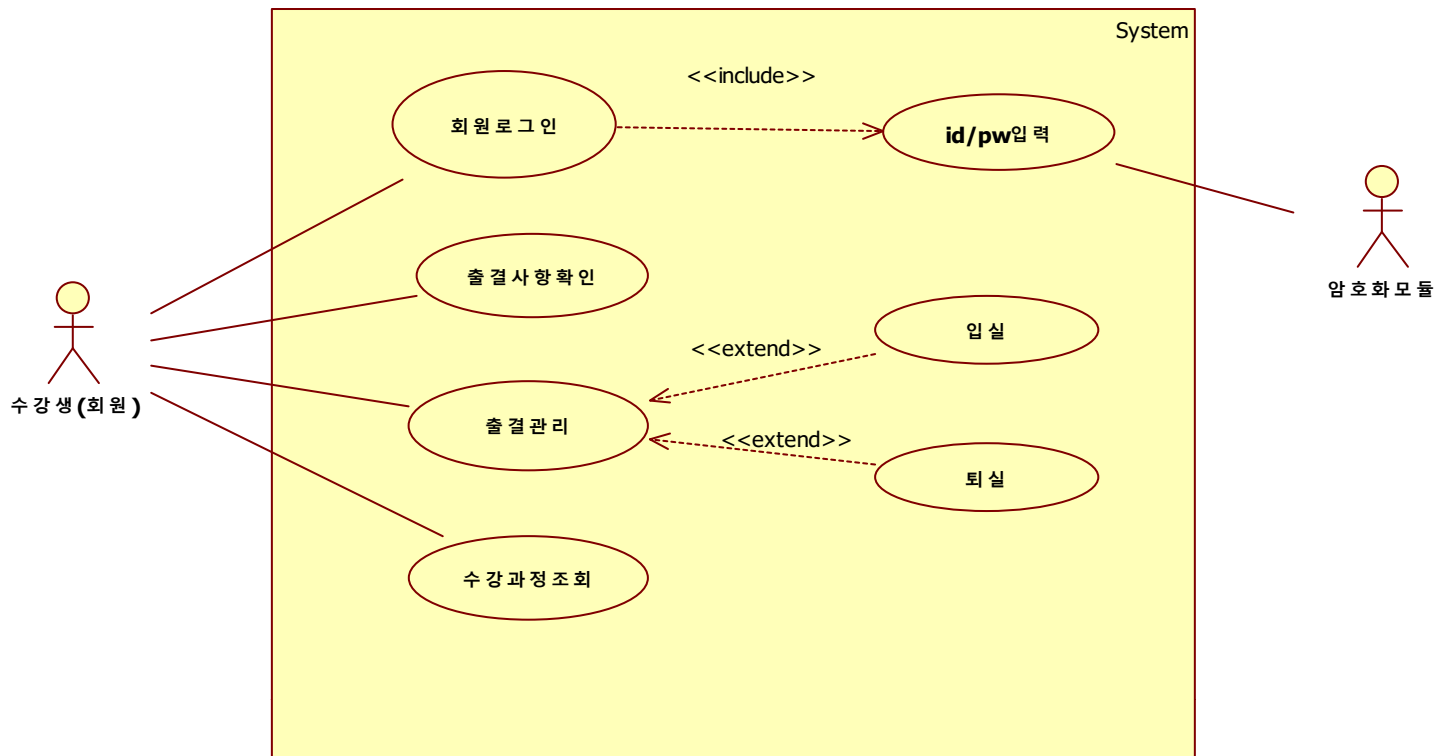 System
<<include>>
회원로그인
id/pw입력
출결사항확인
암호화모듈
입실
<<extend>>
수강생(회원)
출결관리
<<extend>>
퇴실
수강과정조회